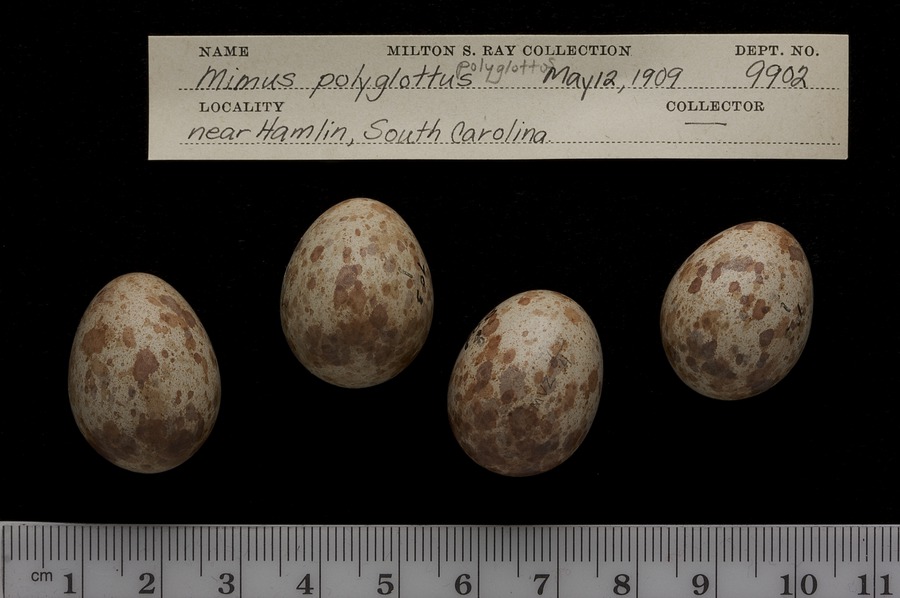 NAME MILTON S. RAY COLLECTION DEPT. NO.
polyglottos
Mimus polyglottus May 12, 1909 9902
LOCALITY COLLECTOR
near Hamlin, South Carolina.
cm 1 2 3 4 5 6 7 8 9 10 11